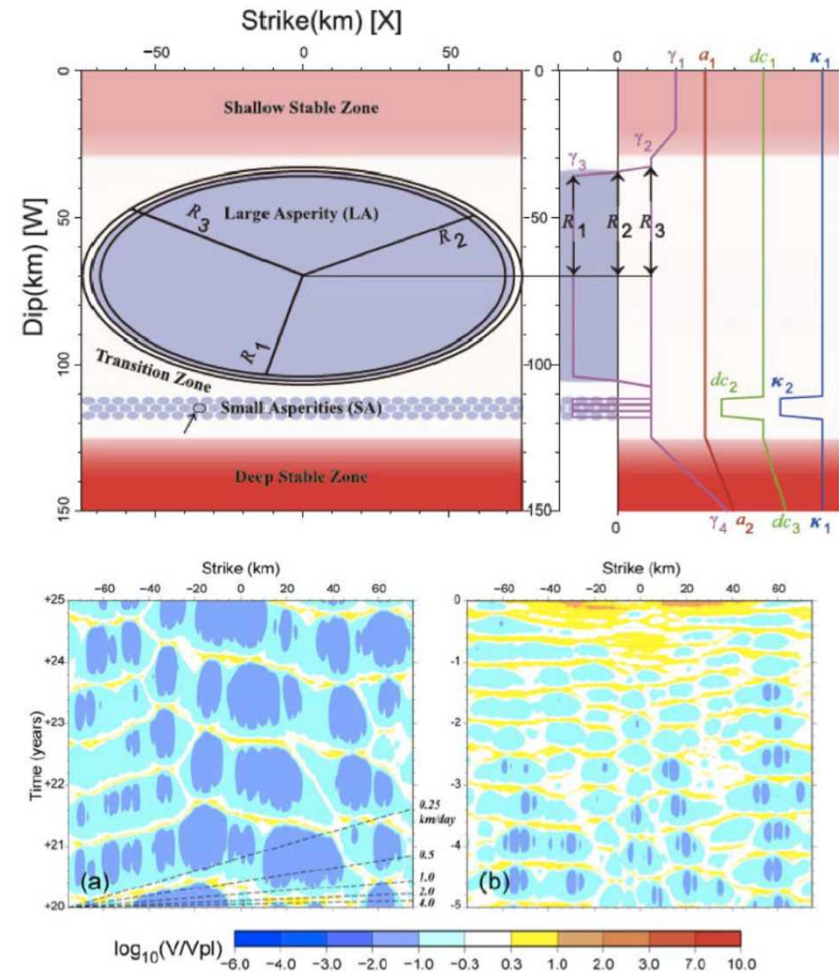 Strike(km) [X]
−50 0 50 0
γ1 a1 dc1 κ1
0 0
Shallow Stable Zone
γ2
γ3
R3 Large Asperity (LA) R2
50 −50
R1 R2 R3
Dip(km) [W]
R1
Transition Zone
100 −100
dc2 κ2
Small Asperities (SA)
Deep Stable Zone
150 −150
0
γ4 a2 dc3 κ1
Strike (km) Strike (km)
−60 −40 −20 0 20 40 60 −60 −40 −20 0 20 40 60
+25 0
+24 -1
+23 -2
Time (years)
+22 -3
0.25
km/day
+21 -4
0.5
1.0
2.0
4.0
(a) (b)
+20 -5
log10(V/Vpl)
-6.0 -4.0 -3.0 -2.0 -1.0 -0.3 0.3 1.0 2.0 3.0 7.0 10.0